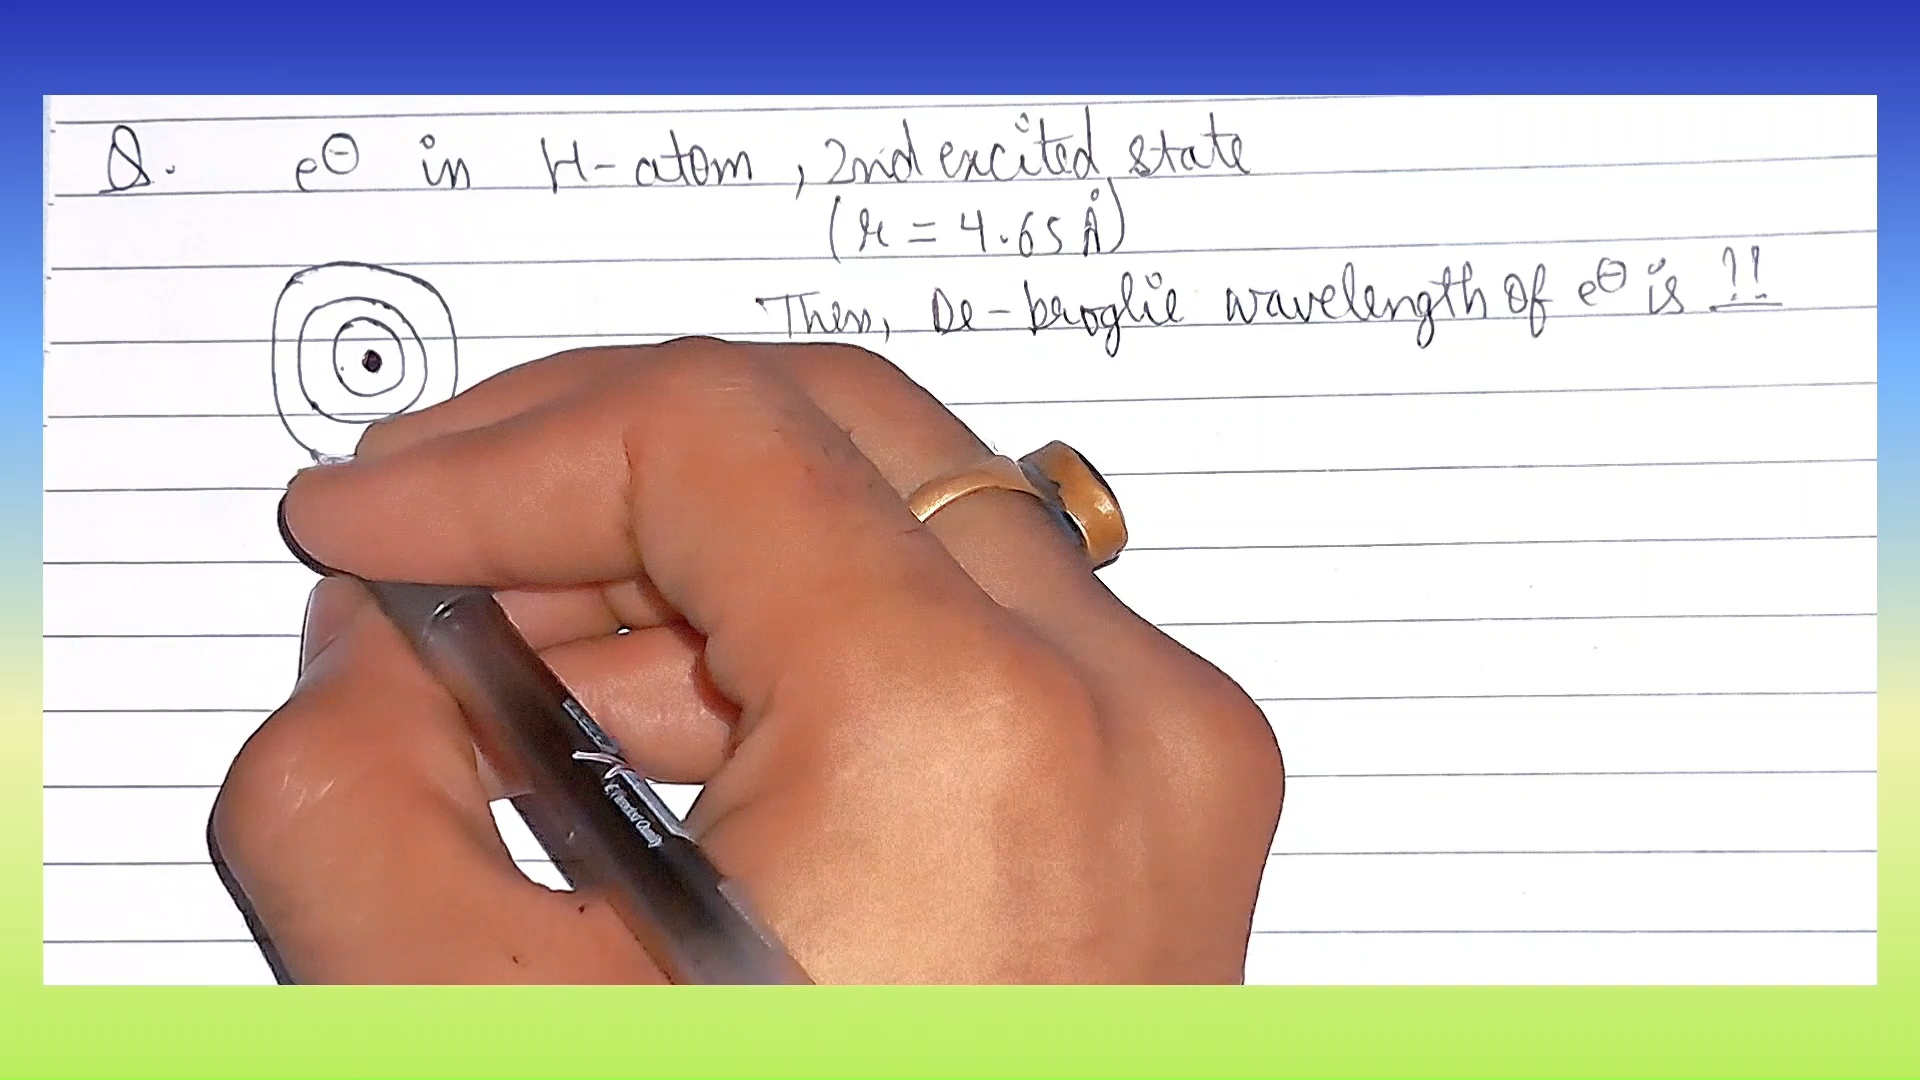 Q. e⊖ in H-atom, 2nd excited state
(r = 4.65 Å)
Then, De-broglie wavelength of e⊖ is ??